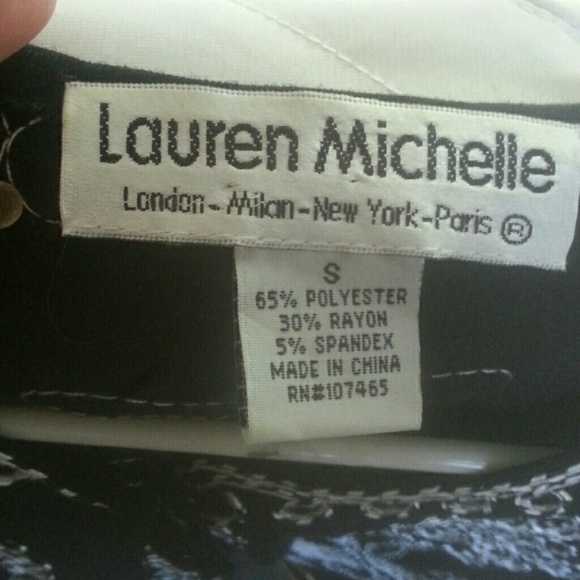 Lauren Michelle
London-Milan-New York-Paris ®
S
65% POLYESTER
30% RAYON
5% SPANDEX
MADE IN CHINA
RN#107465